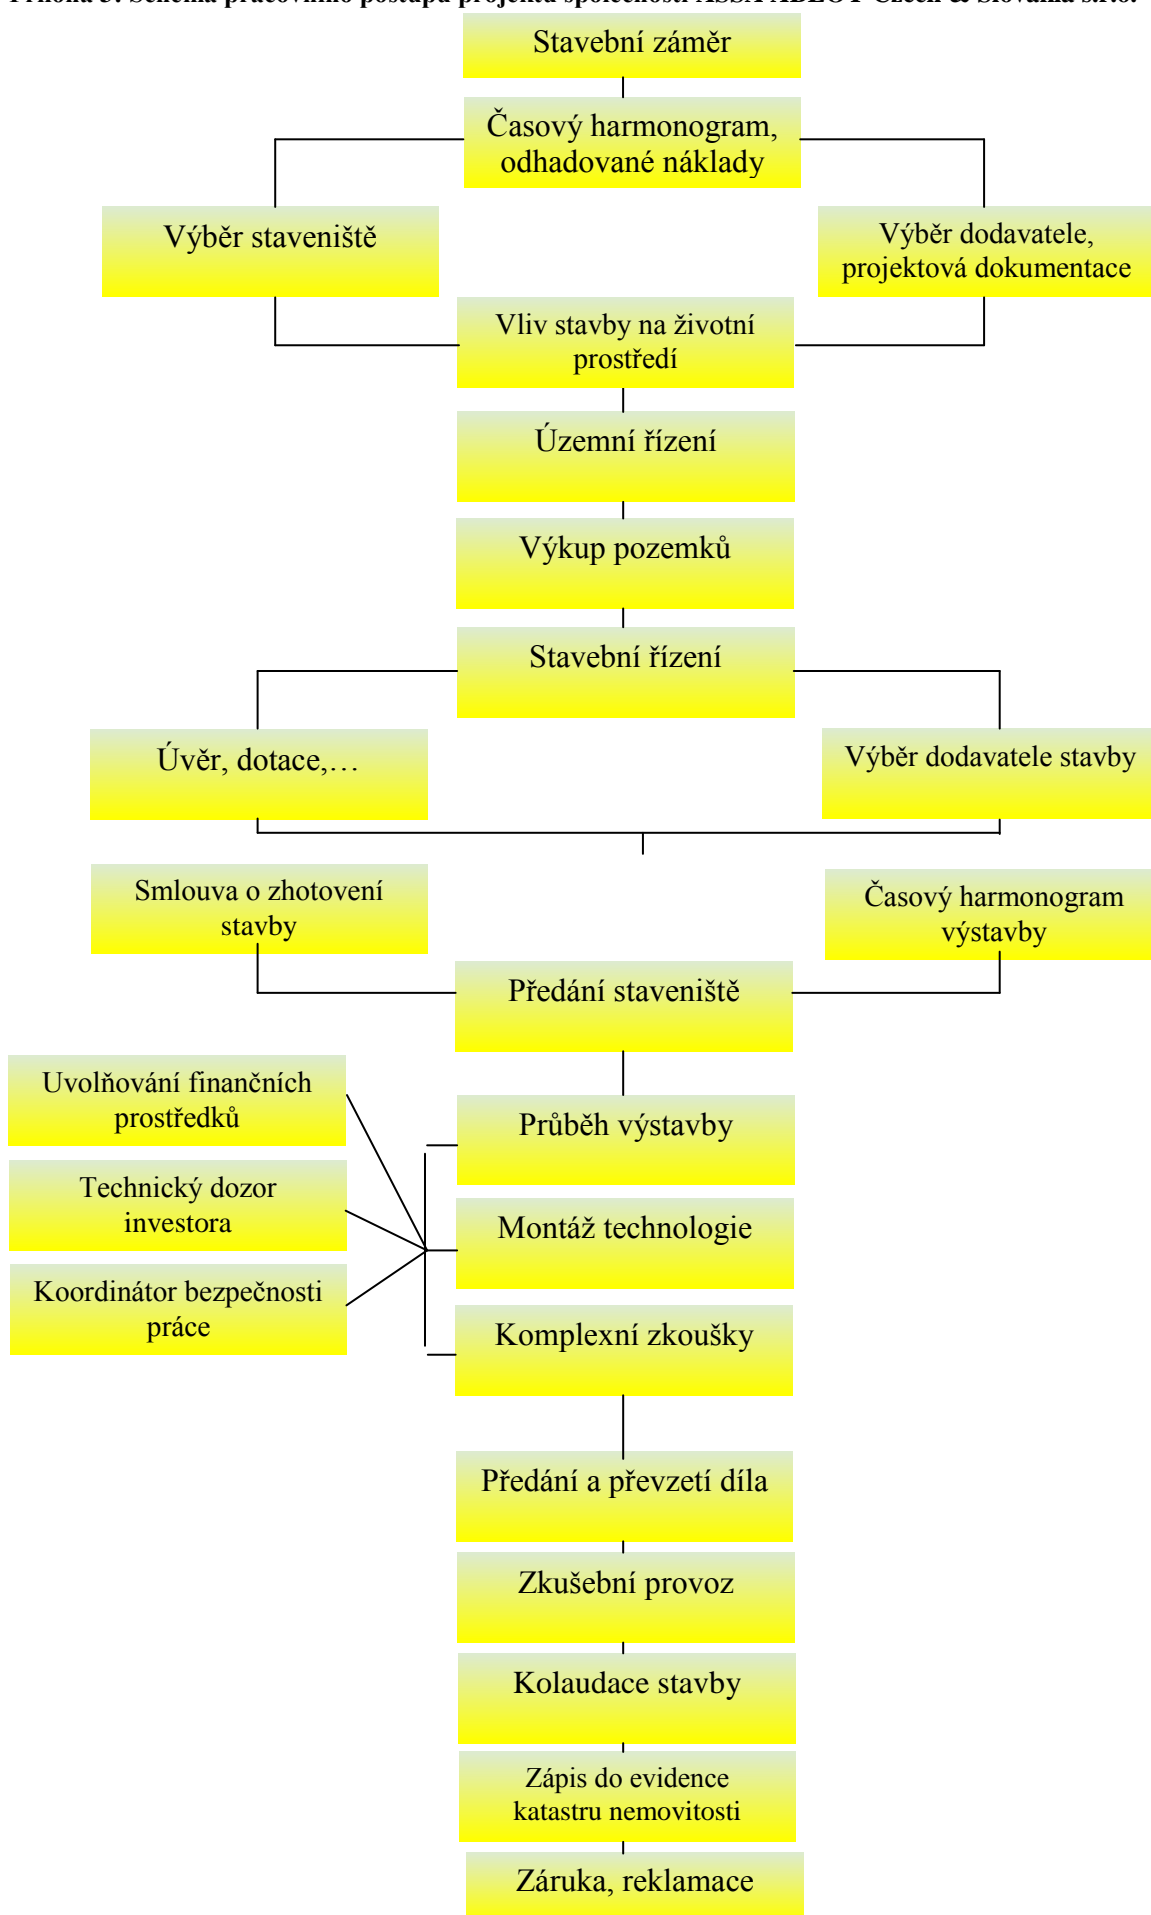 Stavební záměr
Časový harmonogram,
odhadované náklady
Výběr staveniště
Výběr dodavatele,
projektová dokumentace
Vliv stavby na životní
prostředí
Územní řízení
Výkup pozemků
Stavební řízení
Úvěr, dotace,…
Výběr dodavatele stavby
Smlouva o zhotovení
stavby
Časový harmonogram
výstavby
Předání staveniště
Uvolňování finančních
prostředků
Průběh výstavby
Technický dozor
investora
Montáž technologie
Koordinátor bezpečnosti
práce
Komplexní zkoušky
Předání a převzetí díla
Zkušební provoz
Kolaudace stavby
Zápis do evidence
katastru nemovitosti
Záruka, reklamace